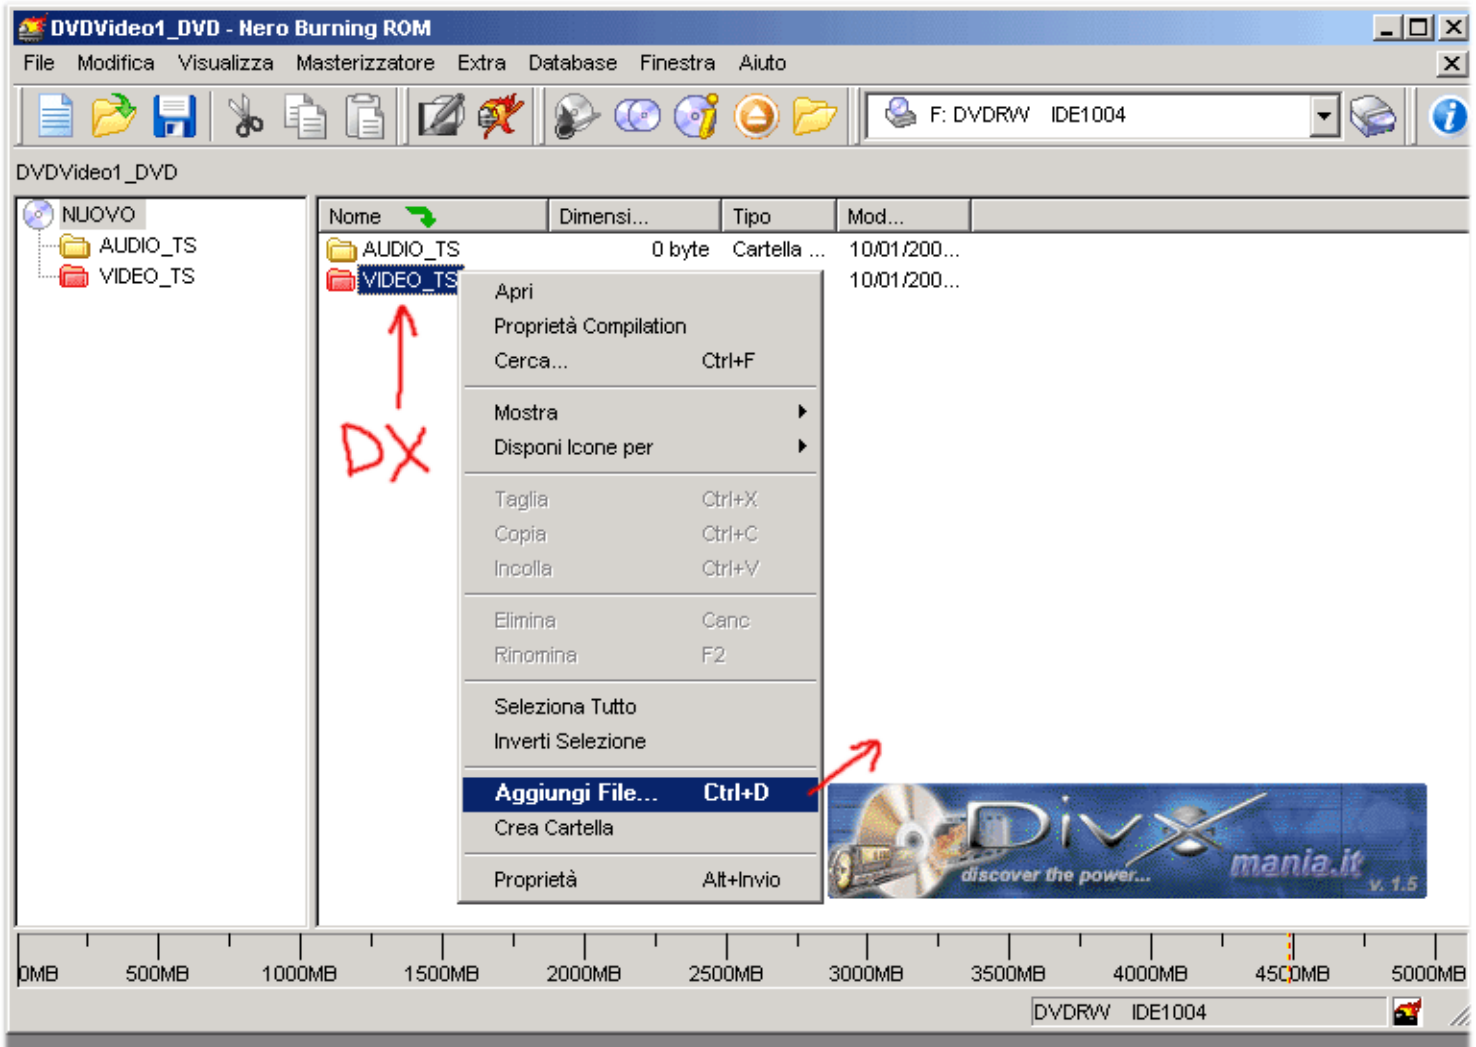 DVDVideo1_DVD - Nero Burning ROM
File Modifica Visualizza Masterizzatore Extra Database Finestra Aiuto
F: DVDRW IDE1004
DVDVideo1_DVD
NUOVO
AUDIO_TS
VIDEO_TS
Nome Dimensi... Tipo Mod...
AUDIO_TS 0 byte Cartella ... 10/01/200...
VIDEO_TS 10/01/200...
DX
Apri
Proprietà Compilation
Cerca... Ctrl+F
Mostra
Disponi Icone per
Taglia Ctrl+X
Copia Ctrl+C
Incolla Ctrl+V
Elimina Canc
Rinomina F2
Seleziona Tutto
Inverti Selezione
Aggiungi File... Ctrl+D
Crea Cartella
Proprietà Alt+Invio
DivX
mania.it
discover the power...
v. 1.5
0MB 500MB 1000MB 1500MB 2000MB 2500MB 3000MB 3500MB 4000MB 4500MB 5000MB
DVDRW IDE1004